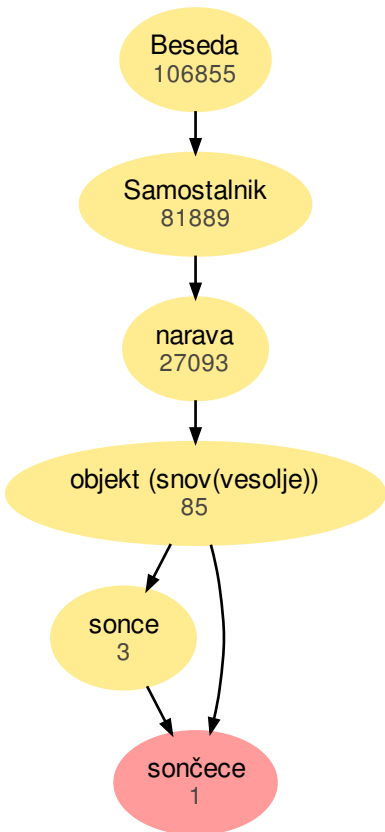 Beseda
106855
Samostalnik
81889
narava
27093
objekt (snov(vesolje))
85
sonce
3
sončece
1